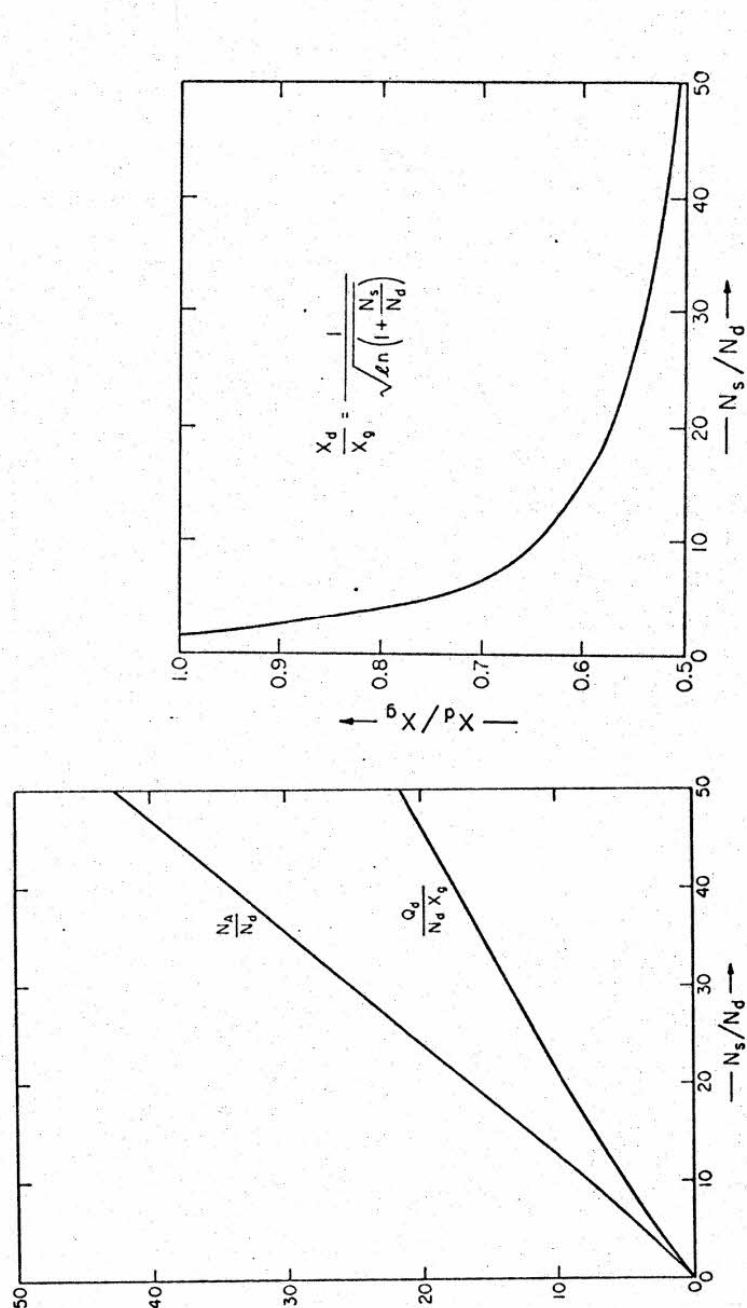 50
40
30
20
10
0
N_A/N_d
Q_d/N_d X_g
0 10 20 30 40 50
N_s/N_d →
1.0
0.9
0.8
0.7
0.6
0.5
X_d/X_g →
X_d/X_g = 1/√ℓn(1+N_s/N_d)
0 10 20 30 40 50
N_s/N_d →